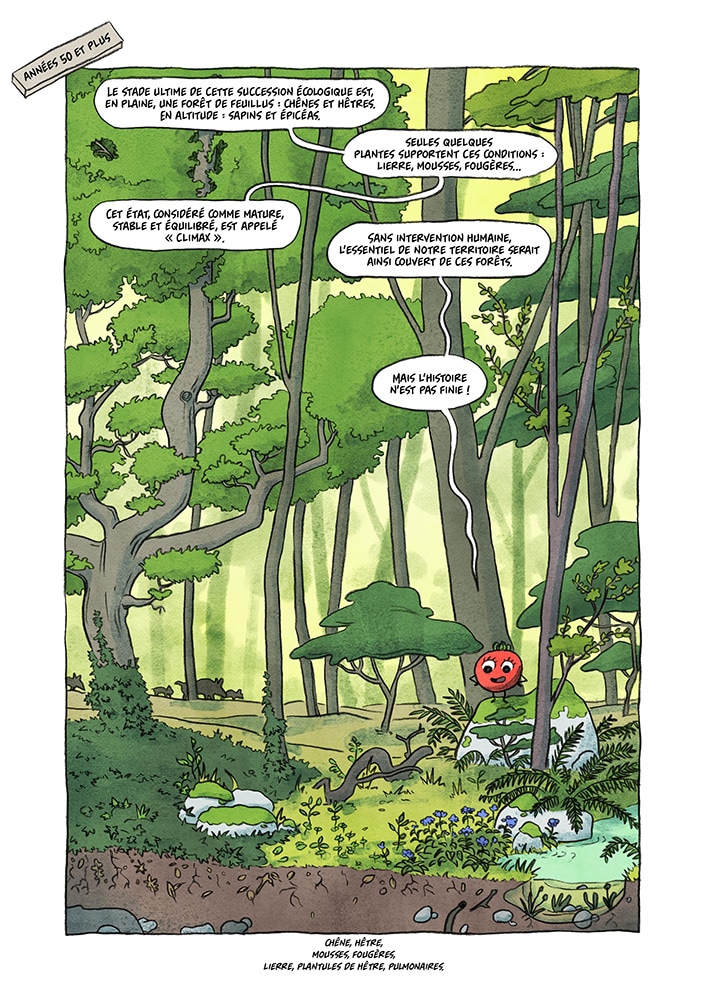 ANNÉES 50 ET PLUS
LE STADE ULTIME DE CETTE SUCCESSION ÉCOLOGIQUE EST,
EN PLAINE, UNE FORÊT DE FEUILLUS : CHÊNES ET HÊTRES.
EN ALTITUDE : SAPINS ET ÉPICÉAS.
SEULES QUELQUES
PLANTES SUPPORTENT CES CONDITIONS :
LIERRE, MOUSSES, FOUGÈRES...
CET ÉTAT, CONSIDÉRÉ COMME MATURE,
STABLE ET ÉQUILIBRÉ, EST APPELÉ
« CLIMAX ».
SANS INTERVENTION HUMAINE,
L'ESSENTIEL DE NOTRE TERRITOIRE SERAIT
AINSI COUVERT DE CES FORÊTS.
MAIS L'HISTOIRE
N'EST PAS FINIE !
CHÊNE, HÊTRE,
MOUSSES, FOUGÈRES,
LIERRE, PLANTULES DE HÊTRE, PULMONAIRES.